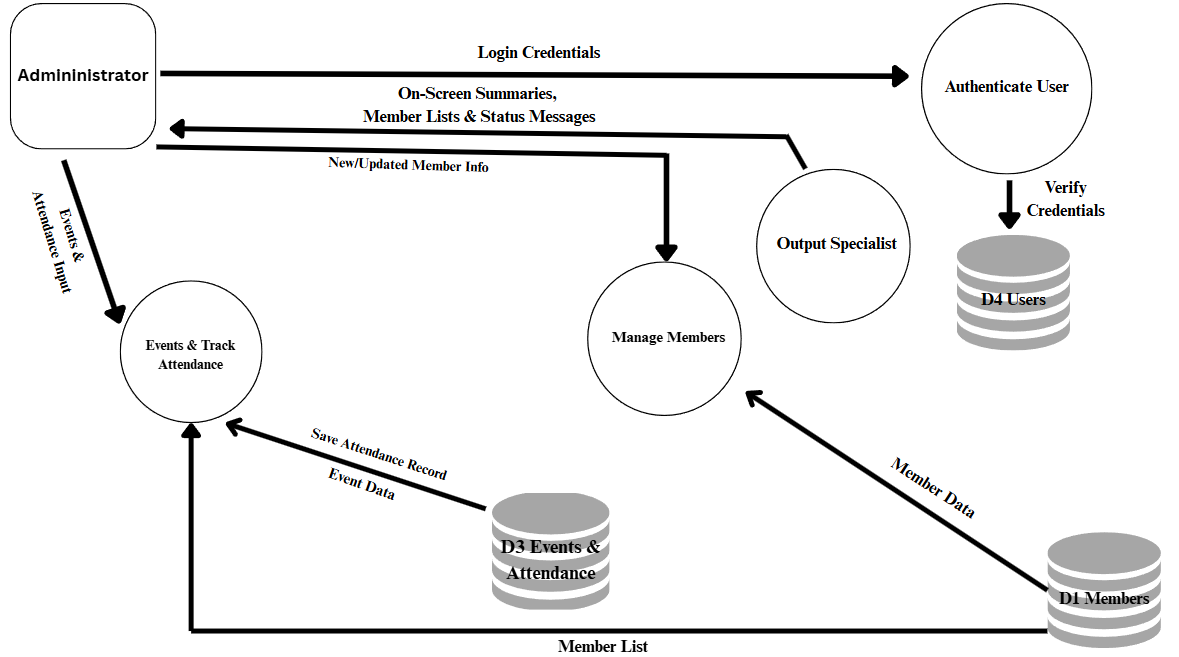 Login Credentials
Admininistrator
Authenticate User
On-Screen Summaries,
Member Lists & Status Messages
New/Updated Member Info
Verify
Credentials
Events &
Attendance Input
Output Specialist
D4 Users
Events & Track
Attendance
Manage Members
Save Attendance Record
Event Data
Member Data
D3 Events &
Attendance
D1 Members
Member List